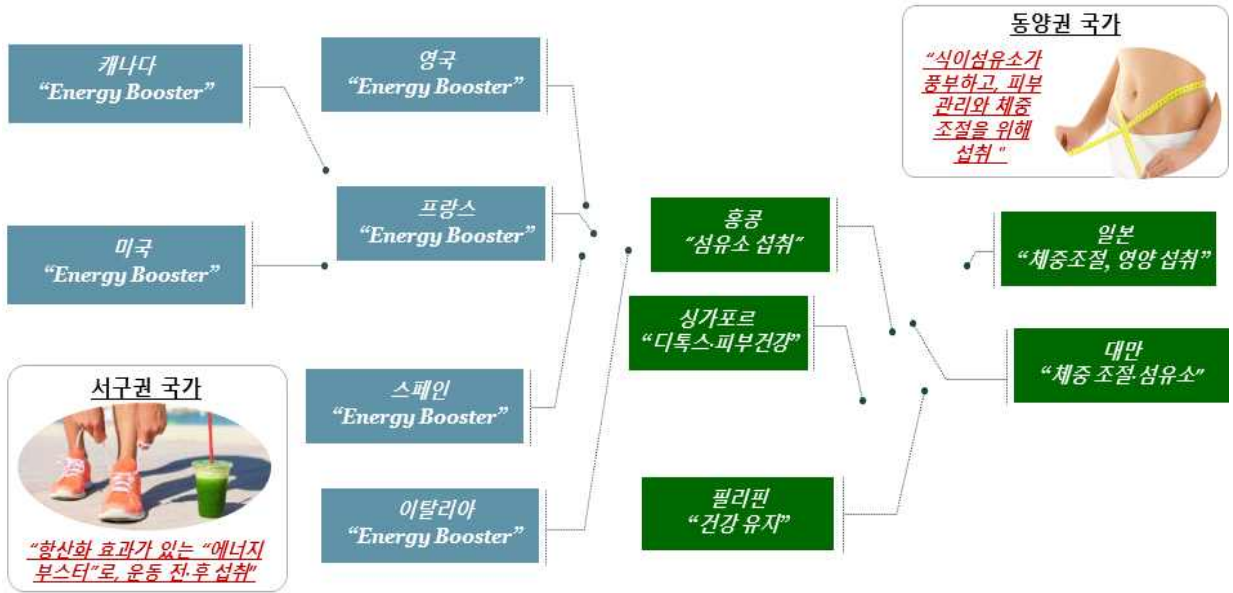 캐나다
“Energy Booster”
영국
“Energy Booster”
동양권 국가
“식이섬유소가
풍부하고, 피부
관리와 체중
조절을 위해
섭취 ”
미국
“Energy Booster”
프랑스
“Energy Booster”
홍콩
“섬유소 섭취”
일본
“체중조절, 영양 섭취”
싱가포르
“디톡스·피부건강”
대만
“체중 조절·섬유소”
서구권 국가
“항산화 효과가 있는 “에너지
부스터”로, 운동 전·후 섭취”
스페인
“Energy Booster”
이탈리아
“Energy Booster”
필리핀
“건강 유지”